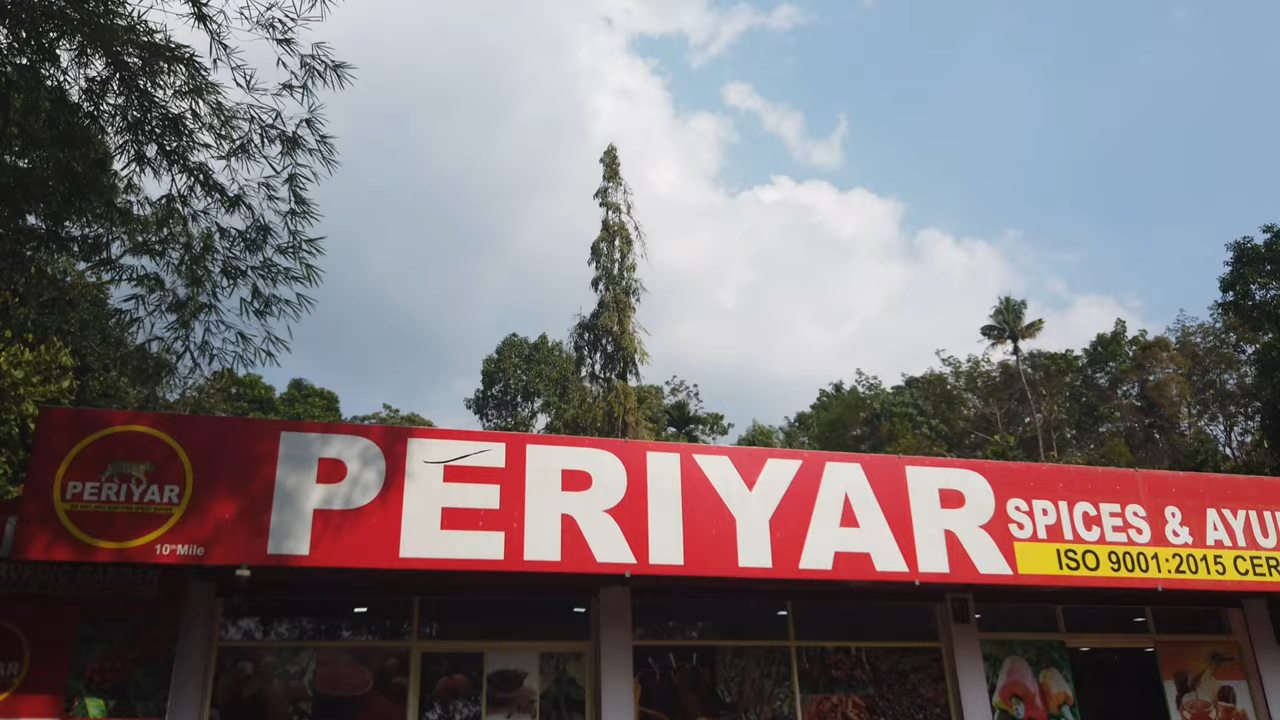 PERIYAR
10th Mile
PERIYAR
SPICES & AYU
ISO 9001:2015 CER